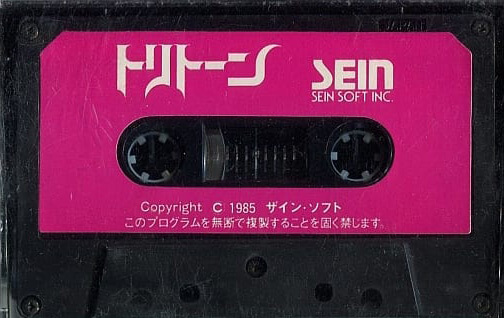 トリトーン
SEIN
SEIN SOFT INC.
Copyright C 1985 ザイン・ソフト
このプログラムを無断で複製することを固く禁じます。